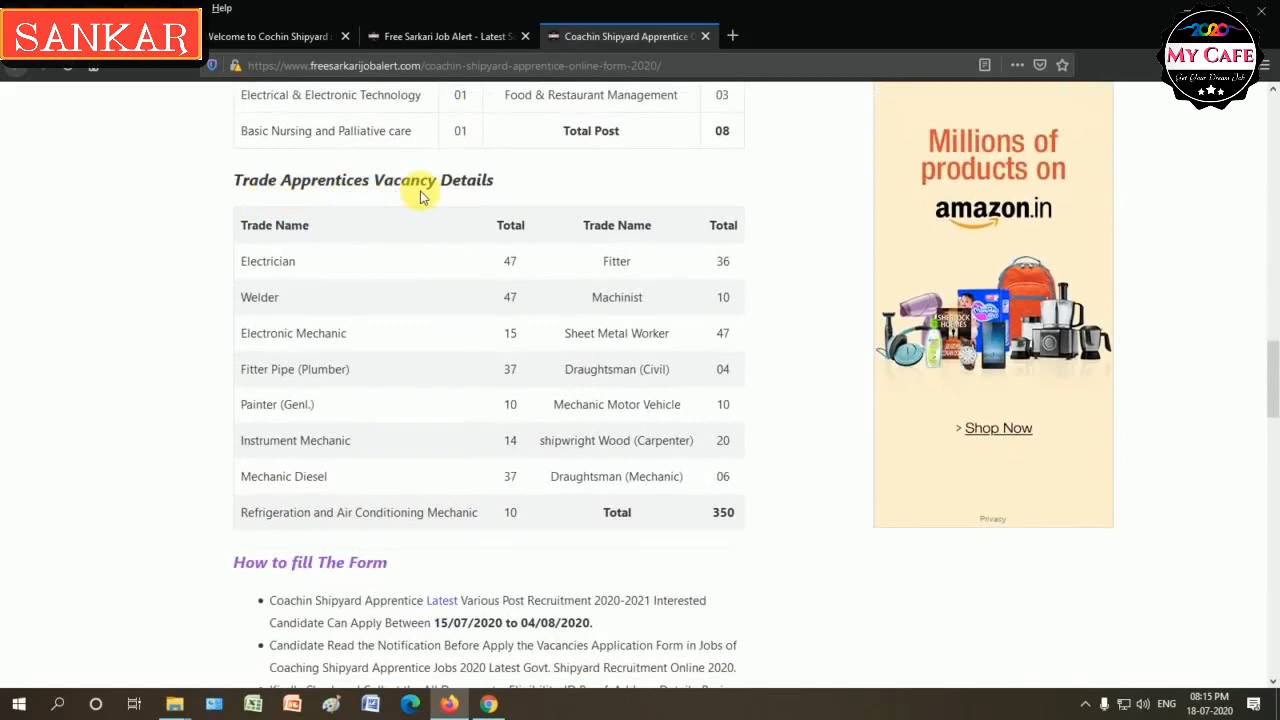 Help
SANKAR
Welcome to Cochin Shipyard
Free Sarkari Job Alert - Latest S
Coachin Shipyard Apprentice O
https://www.freesarkarijobalert.com/coachin-shipyard-apprentice-online-form-2020/
2020
MY CAFE
Get Your Dream Job
Electrical & Electronic Technology 01 Food & Restaurant Management 03
Basic Nursing and Palliative care 01 Total Post 08
Trade Apprentices Vacancy Details
Trade Name Total Trade Name Total
Electrician 47 Fitter 36
Welder 47 Machinist 10
Electronic Mechanic 15 Sheet Metal Worker 47
Fitter Pipe (Plumber) 37 Draughtsman (Civil) 04
Painter (Genl.) 10 Mechanic Motor Vehicle 10
Instrument Mechanic 14 shipwright Wood (Carpenter) 20
Mechanic Diesel 37 Draughtsman (Mechanic) 06
Refrigeration and Air Conditioning Mechanic 10 Total 350
How to fill The Form
Coachin Shipyard Apprentice Latest Various Post Recruitment 2020-2021 Interested
Candidate Can Apply Between 15/07/2020 to 04/08/2020.
Candidate Read the Notification Before Apply the Vacancies Application Form in Jobs of
Coaching Shipyard Apprentice Jobs 2020 Latest Govt. Shipyard Recruitment Online 2020.
Millions of
products on
amazon.in
SHERLOCK
HOLMES
> Shop Now
Privacy
ENG
08:15 PM
18-07-2020